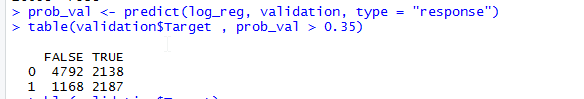 > prob_val <- predict(log_reg, validation, type = "response")
> table(validation$Target , prob_val > 0.35)
FALSE TRUE
0 4792 2138
1 1168 2187